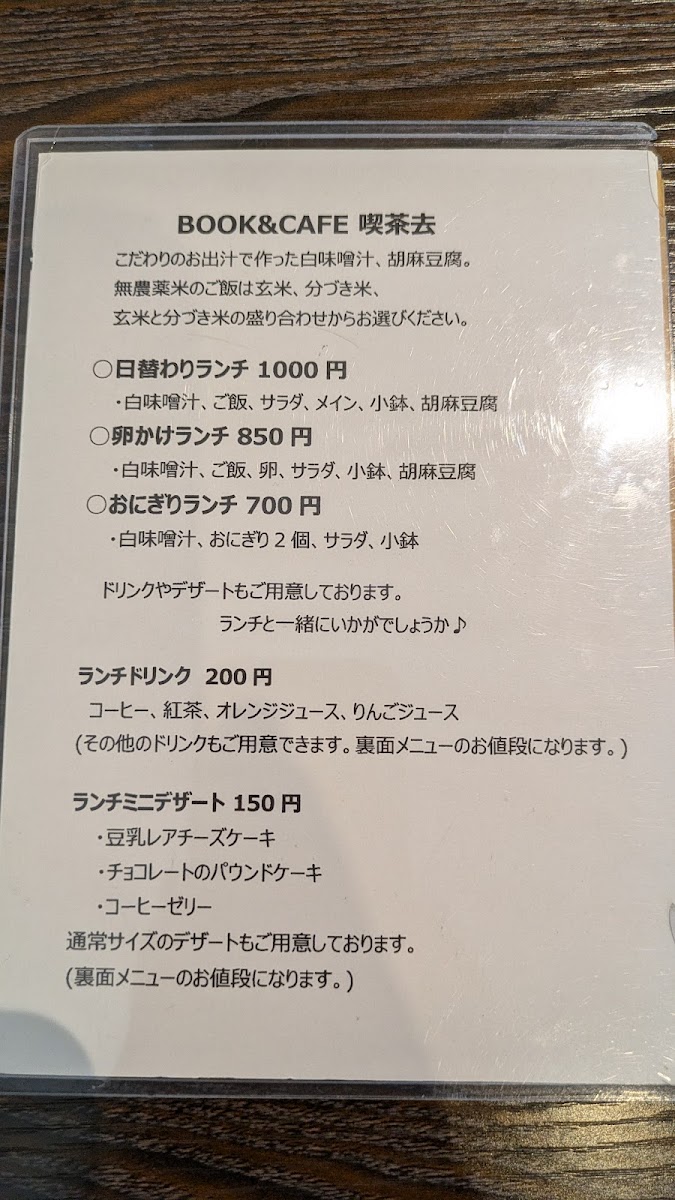 BOOK&CAFE 喫茶去
こだわりのお出汁で作った白味噌汁、胡麻豆腐。
無農薬米のご飯は玄米、分づき米、
玄米と分づき米の盛り合わせからお選びください。
○日替わりランチ 1000 円
・白味噌汁、ご飯、サラダ、メイン、小鉢、胡麻豆腐
○卵かけランチ 850 円
・白味噌汁、ご飯、卵、サラダ、小鉢、胡麻豆腐
○おにぎりランチ 700 円
・白味噌汁、おにぎり 2 個、サラダ、小鉢
ドリンクやデザートもご用意しております。
ランチと一緒にいかがでしょうか♪
ランチドリンク 200 円
コーヒー、紅茶、オレンジジュース、りんごジュース
(その他のドリンクもご用意できます。裏面メニューのお値段になります。)
ランチミニデザート 150 円
・豆乳レアチーズケーキ
・チョコレートのパウンドケーキ
・コーヒーゼリー
通常サイズのデザートもご用意しております。
(裏面メニューのお値段になります。)